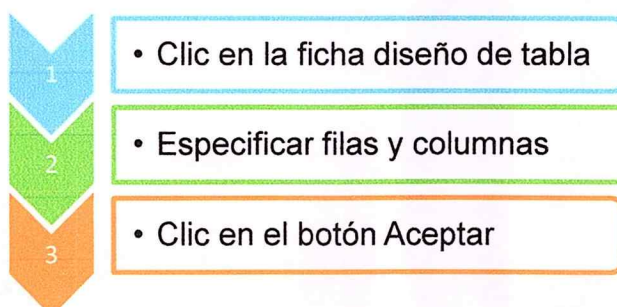 1
• Clic en la ficha diseño de tabla
2
• Especificar filas y columnas
3
• Clic en el botón Aceptar